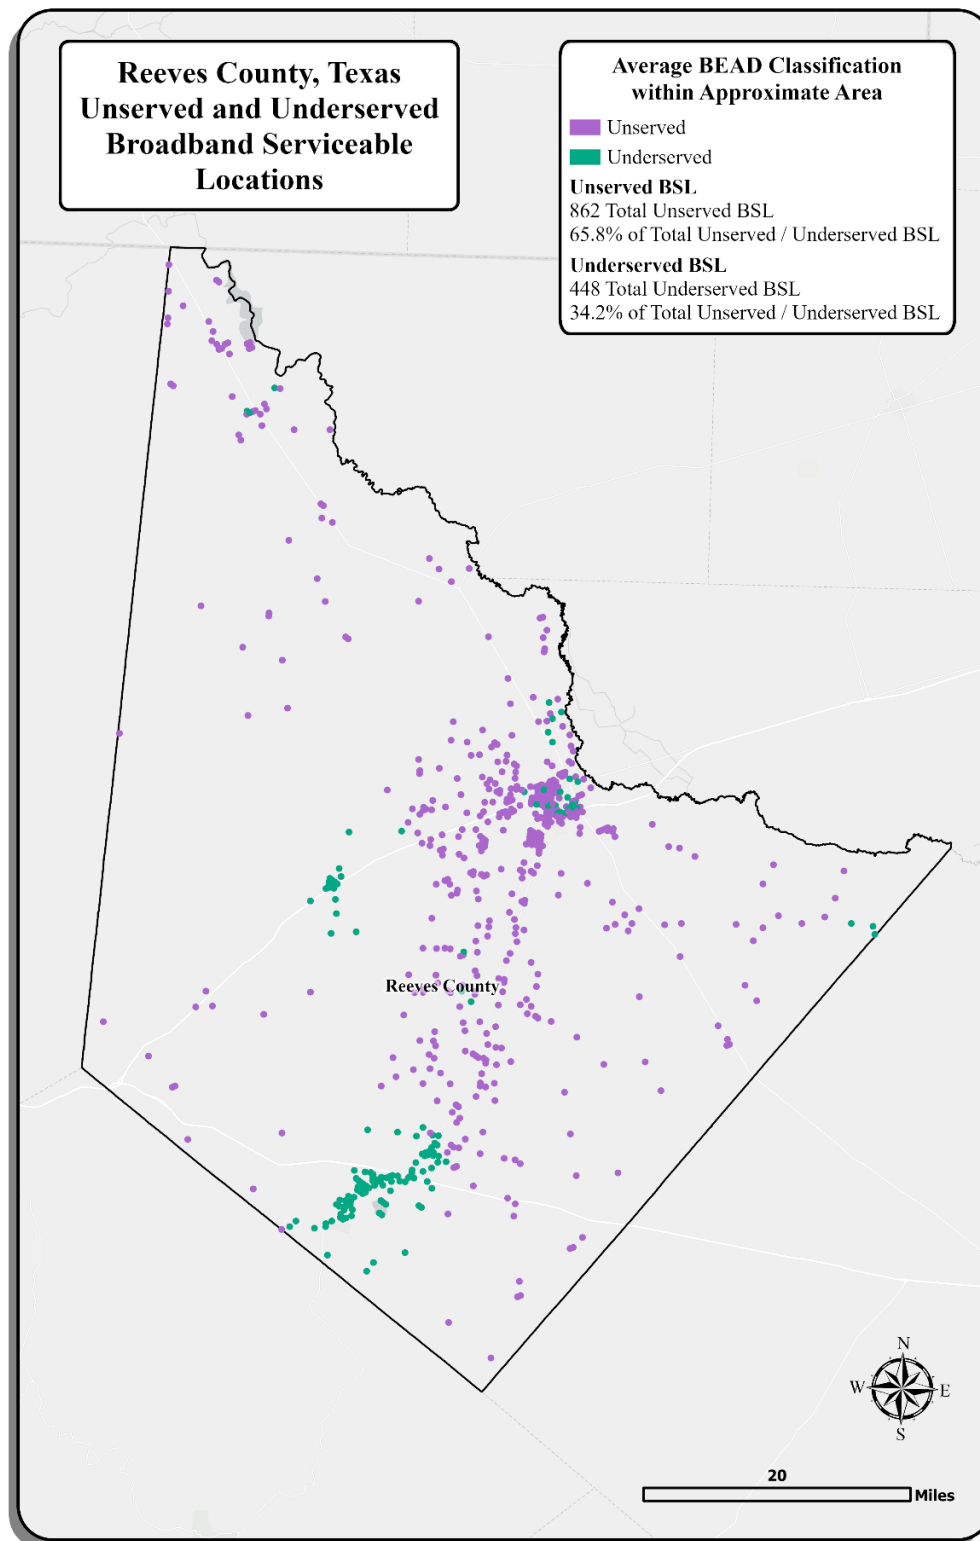 Reeves County, Texas
Unserved and Underserved
Broadband Serviceable
Locations
Average BEAD Classification
within Approximate Area
Unserved
Underserved
Unserved BSL
862 Total Unserved BSL
65.8% of Total Unserved / Underserved BSL
Underserved BSL
448 Total Underserved BSL
34.2% of Total Unserved / Underserved BSL
Reeves County
N
W
E
S
20
Miles